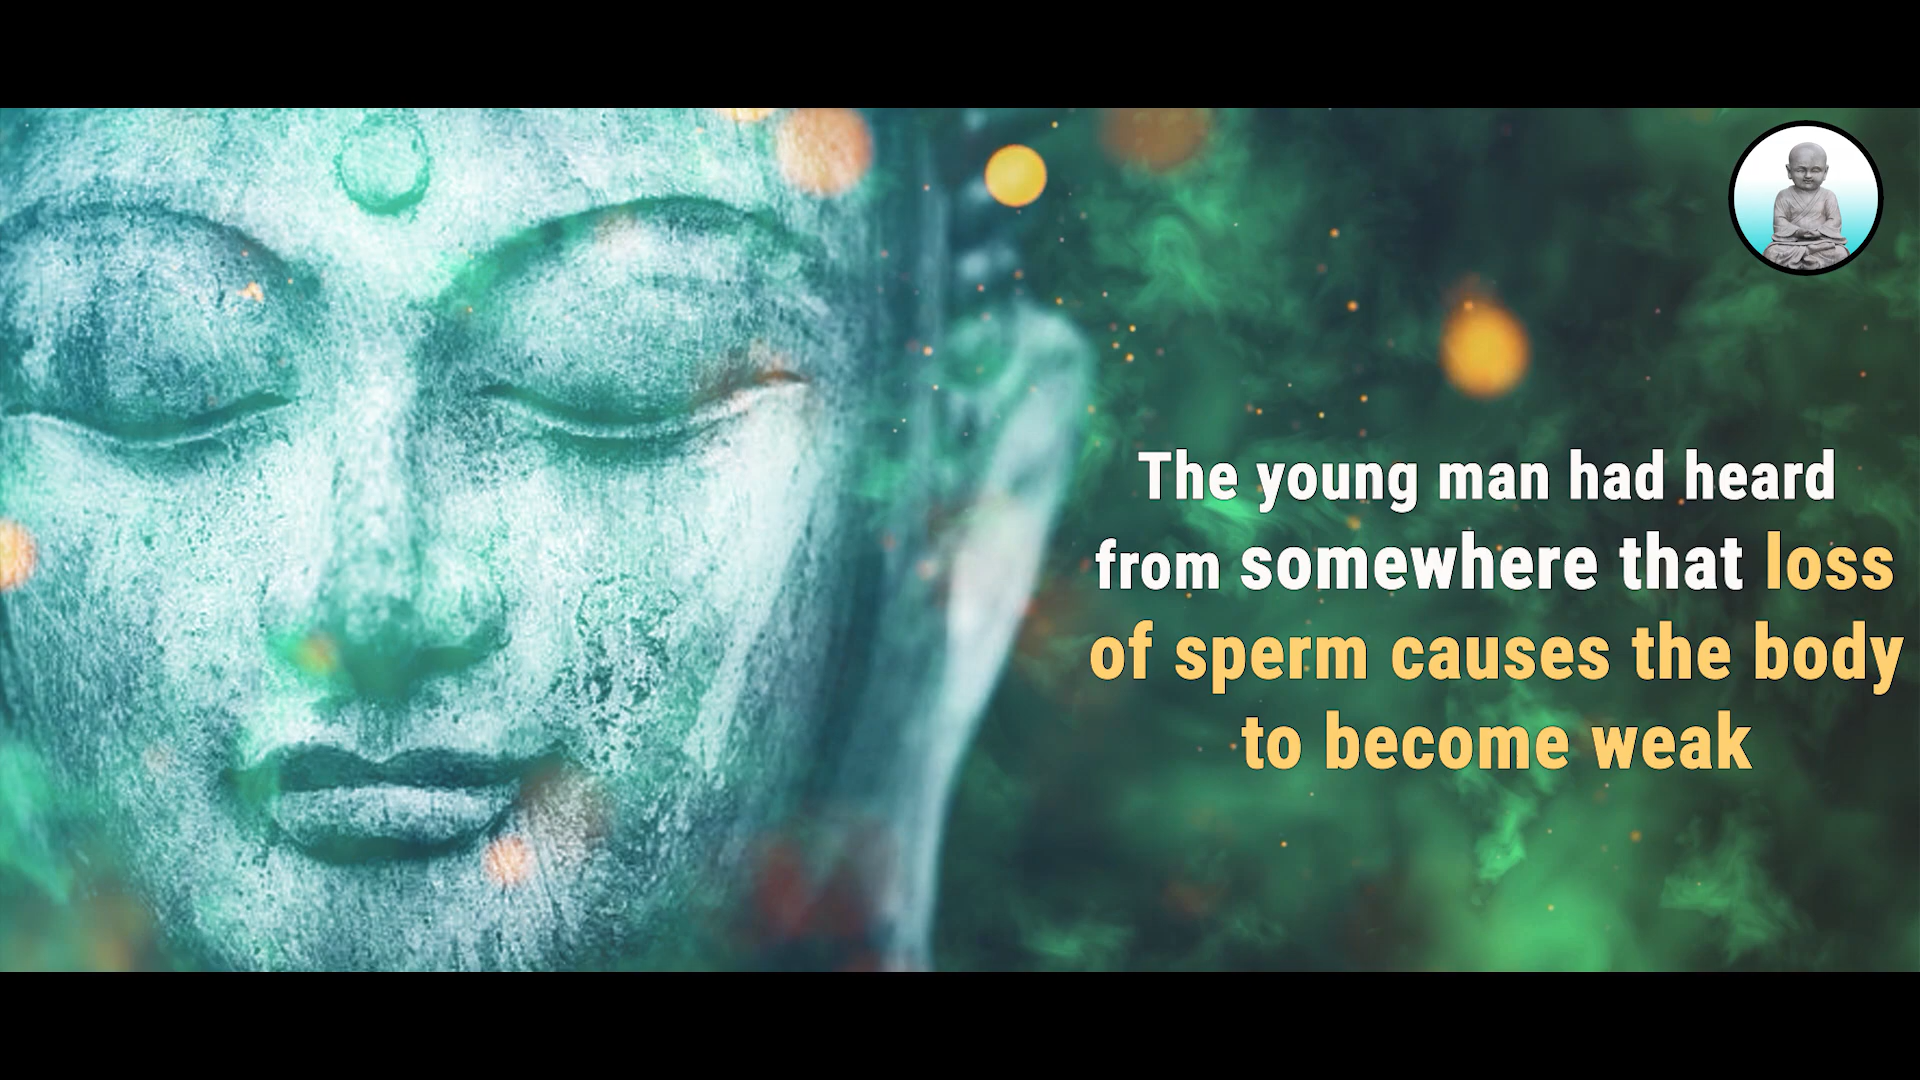 The young man had heard
from somewhere that loss
of sperm causes the body
to become weak